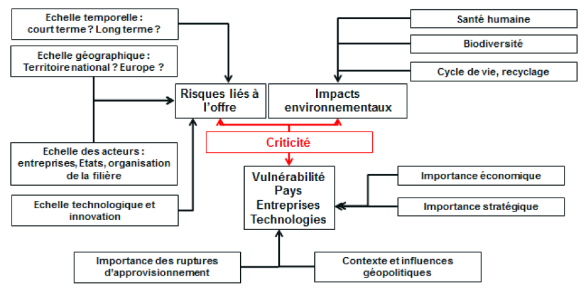 Echelle temporelle :
court terme ? Long terme ?
Echelle géographique :
Territoire national ? Europe ?
Echelle des acteurs :
entreprises, Etats, organisation
de la filière
Echelle technologique et
innovation
Risques liés à
l'offre
Impacts
environnementaux
Santé humaine
Biodiversité
Cycle de vie, recyclage
Criticité
Vulnérabilité
Pays
Entreprises
Technologies
Importance économique
Importance stratégique
Importance des ruptures
d'approvisionnement
Contexte et influences
géopolitiques